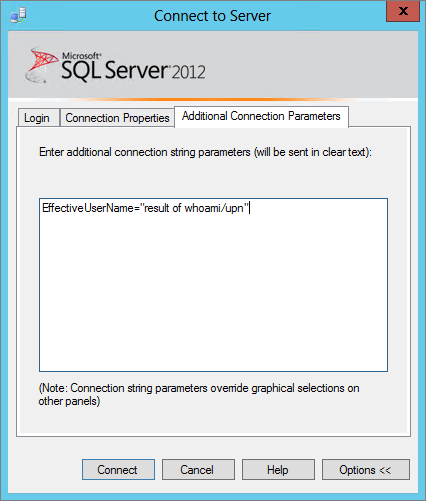 Connect to Server
x
Microsoft®
SQL Server 2012
Login
Connection Properties
Additional Connection Parameters
Enter additional connection string parameters (will be sent in clear text):
EffectiveUserName="result of whoami/upn"
(Note: Connection string parameters override graphical selections on
other panels)
Connect
Cancel
Help
Options <<